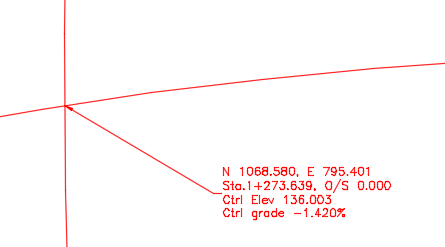 N 1068.580, E 795.401
Sta.1+273.639, O/S 0.000
Ctrl Elev 136.003
Ctrl grade -1.420%